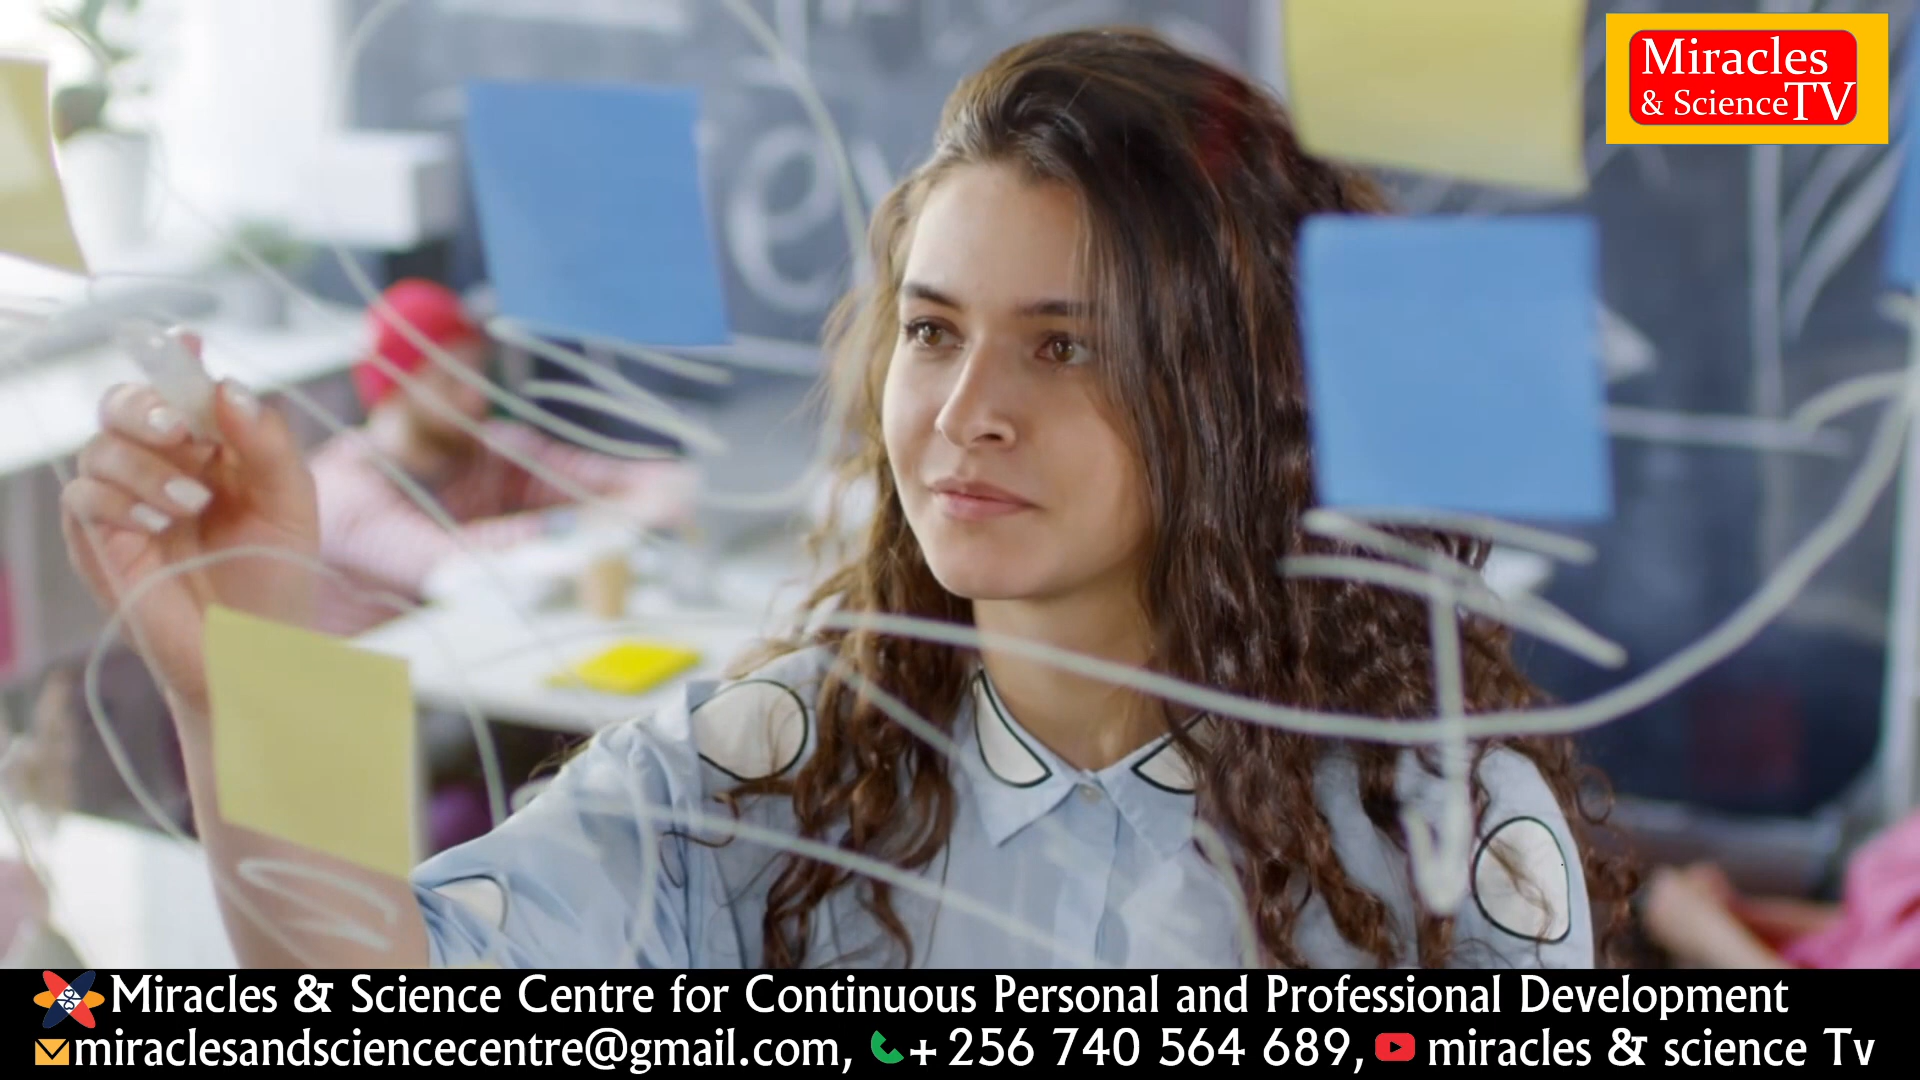 Miracles
& Science TV
Miracles & Science Centre for Continuous Personal and Professional Development
miraclesandsciencecentre@gmail.com, + 256 740 564 689, miracles & science Tv